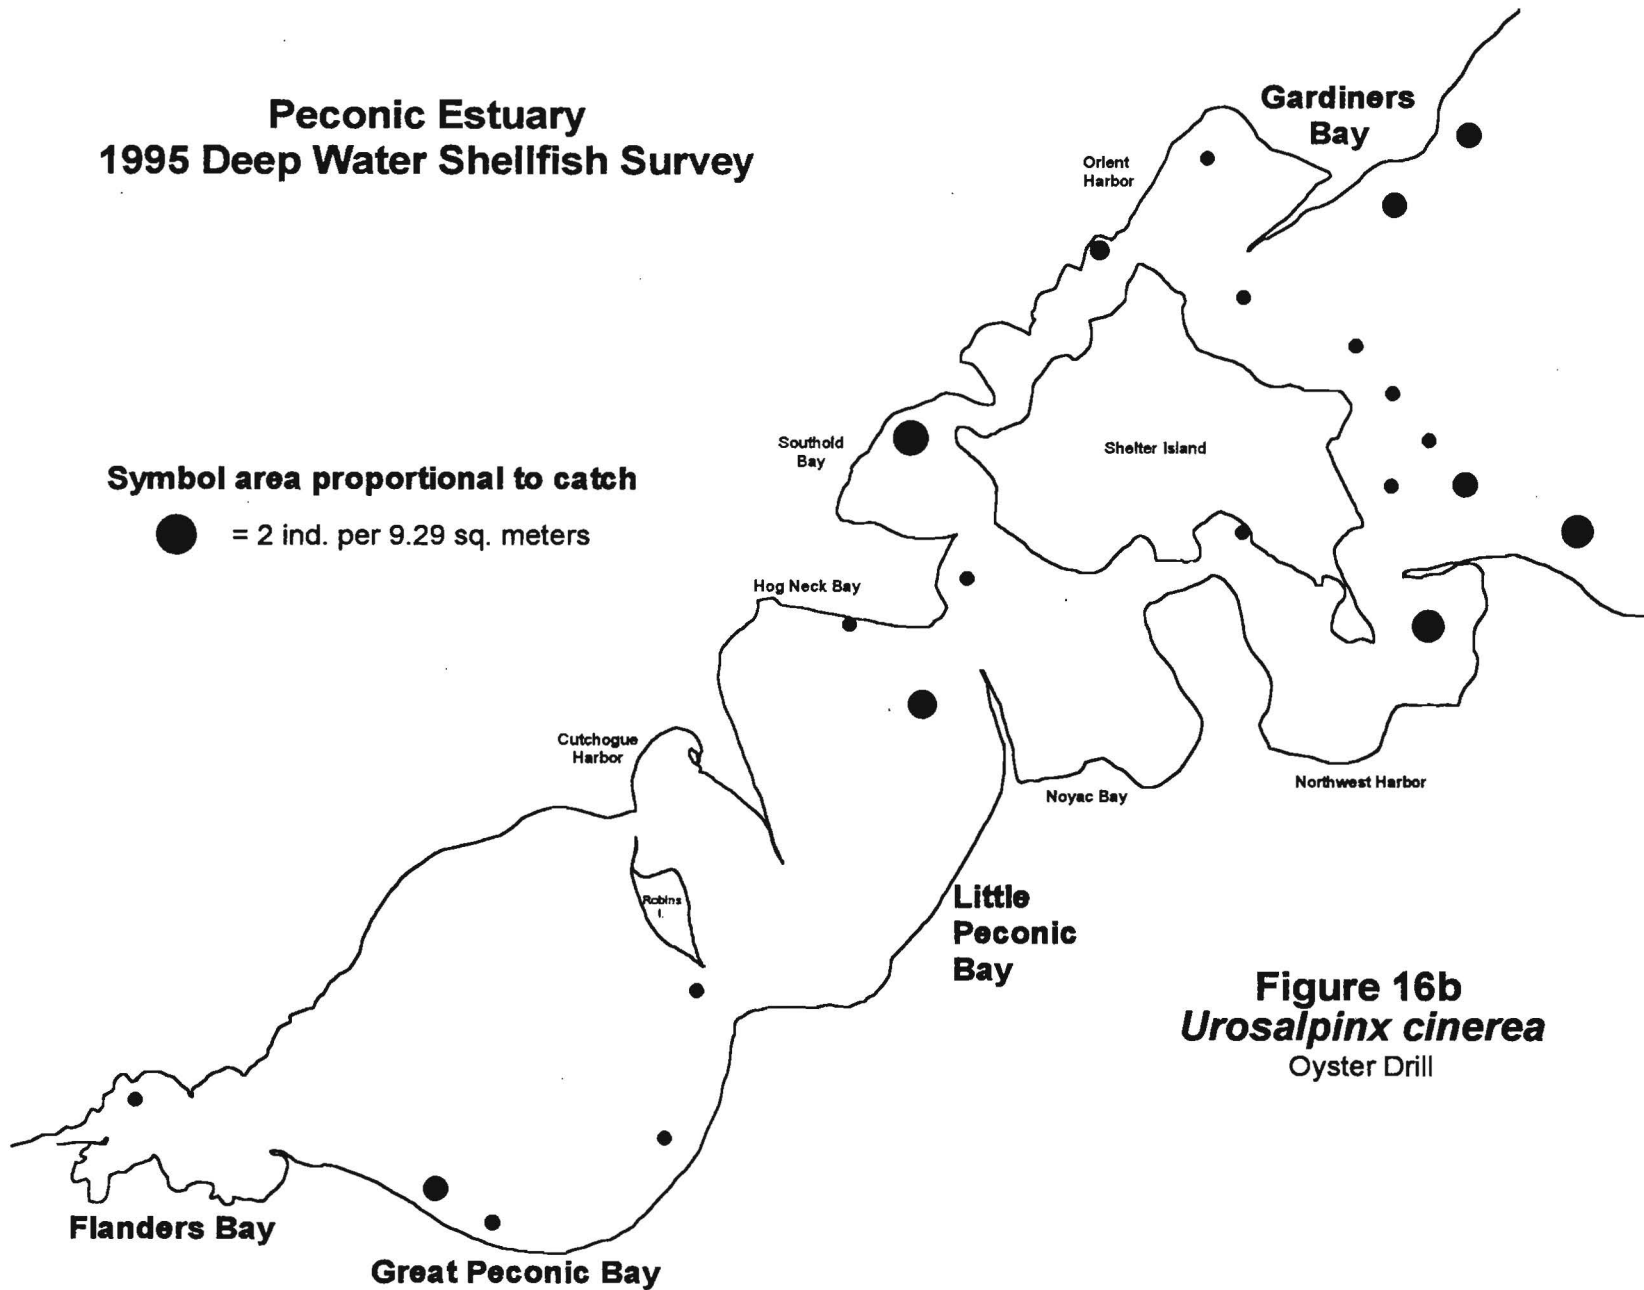 Peconic Estuary
1995 Deep Water Shellfish Survey
Gardiners
Bay
Orient
Harbor
Southold
Bay
Shelter Island
Symbol area proportional to catch
= 2 ind. per 9.29 sq. meters
Hog Neck Bay
Cutchogue
Harbor
Noyac Bay
Northwest Harbor
Robins
I.
Little
Peconic
Bay
Figure 16b
Urosalpinx cinerea
Oyster Drill
Flanders Bay
Great Peconic Bay